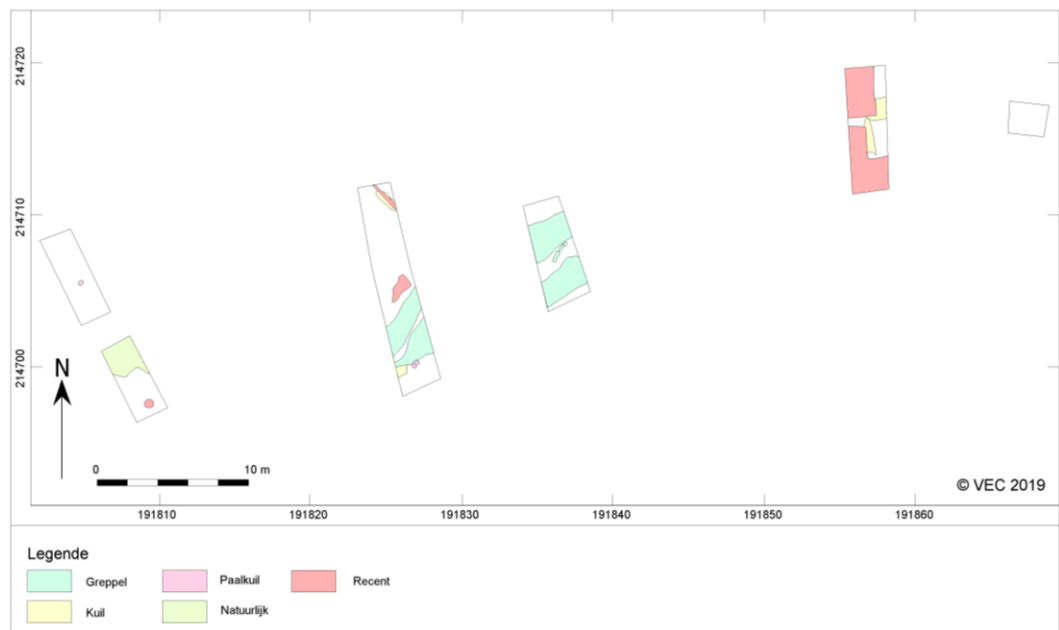 214720
214710
214700
N
0 10 m
© VEC 2019
191810 191820 191830 191840 191850 191860
Legende
Greppel Paalkuil Recent
Kuil Natuurlijk